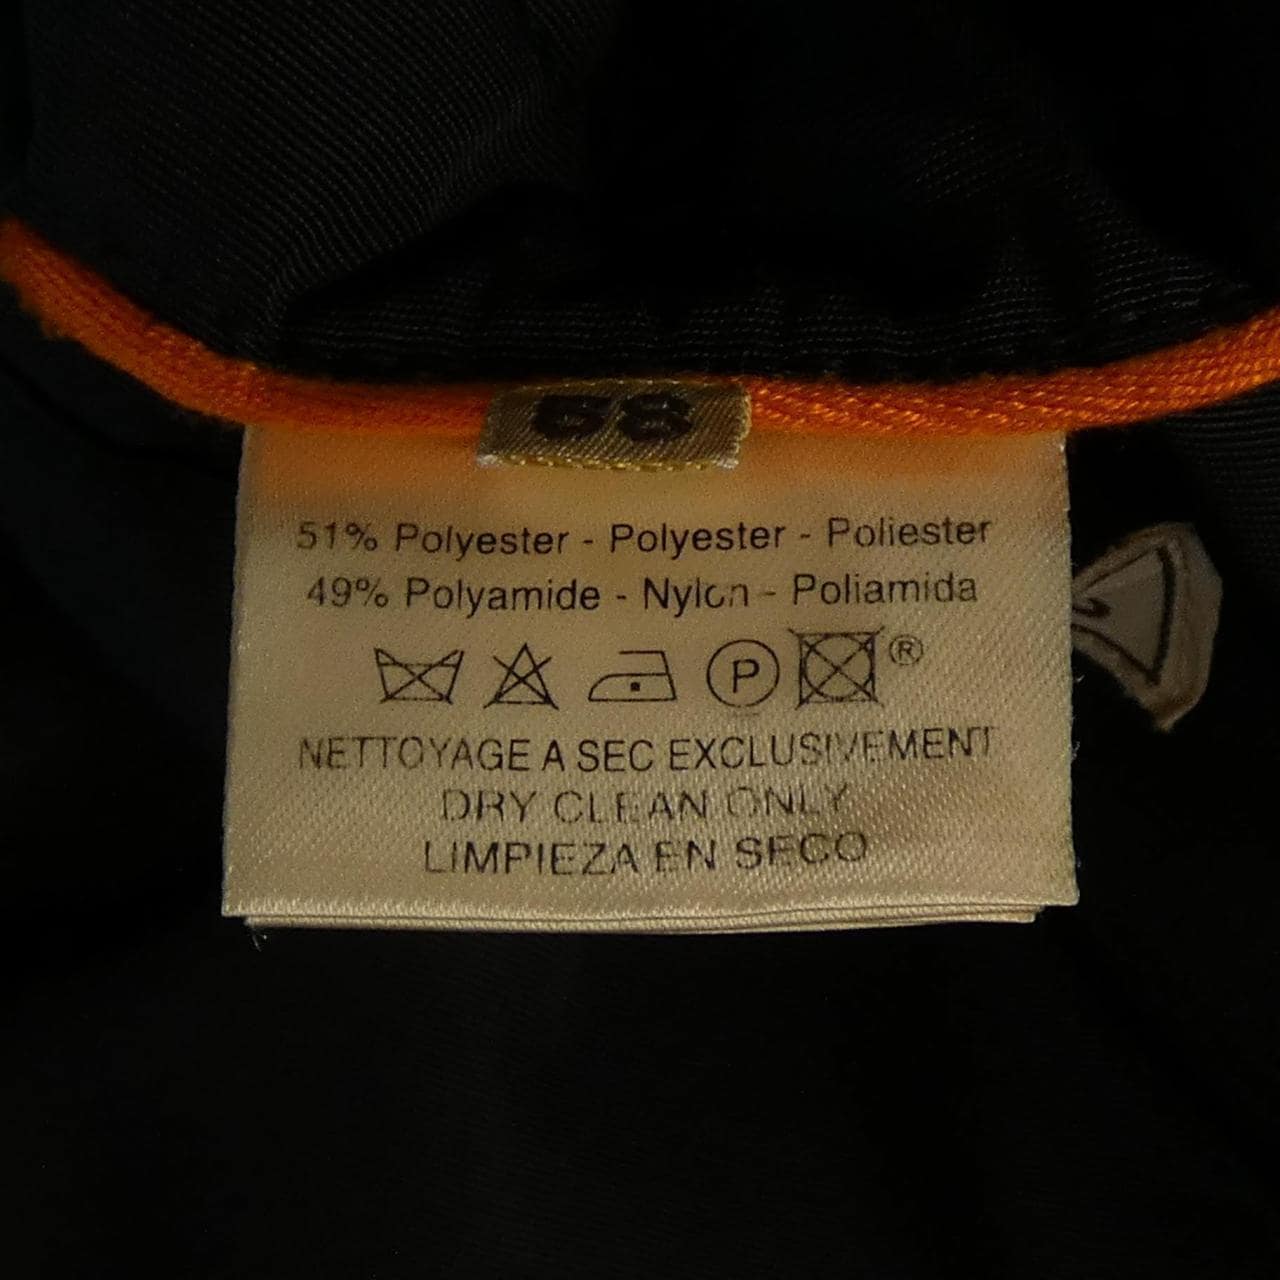 58
51% Polyester - Polyester - Poliester
49% Polyamide - Nylon - Poliamida
P ®
NETTOYAGE A SEC EXCLUSIVEMENT
DRY CLEAN ONLY
LIMPIEZA EN SECO